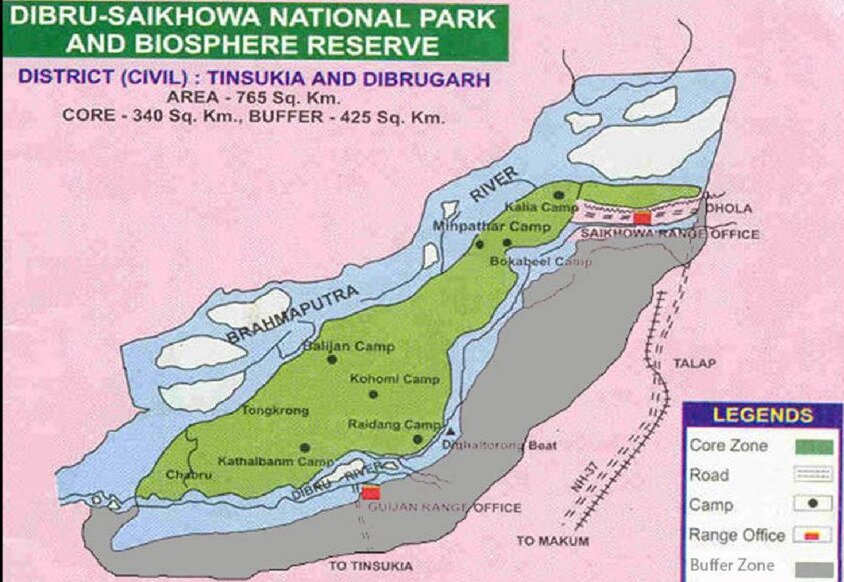 DIBRU-SAIKHOWA NATIONAL PARK
AND BIOSPHERE RESERVE
DISTRICT (CIVIL) : TINSUKIA AND DIBRUGARH
AREA - 765 Sq. Km.
CORE - 340 Sq. Km., BUFFER - 425 Sq. Km.
RIVER
Kalia Camp
DHOLA
Minpathar Camp
SAIKHOWA RANGE OFFICE
Bokabeel Camp
BRAHMAPUTRA
Balijan Camp
TALAP
Kohomi Camp
Tongkrong
Raidang Camp
Dighaltorong Beat
Kathalbanm Camp
Chabru
DIBRU RIVER
NH-37
GUIJAN RANGE OFFICE
TO MAKUM
TO TINSUKIA
LEGENDS
Core Zone
Road
Camp
Range Office
Buffer Zone